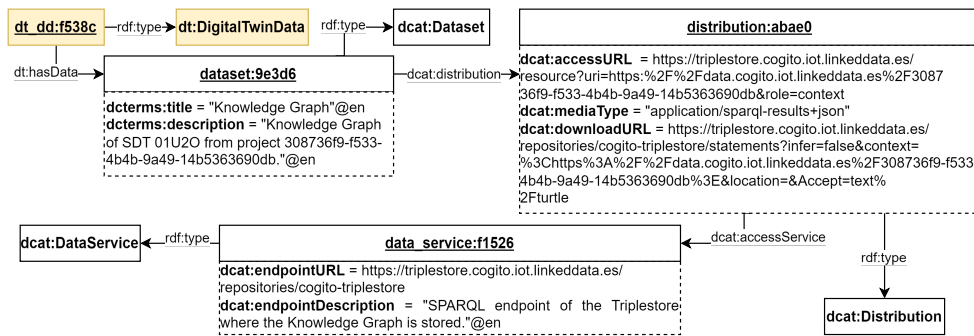 dt_dd:f538c
rdf:type
dt:DigitalTwinData
rdf:type
dcat:Dataset
distribution:abae0
dt:hasData
dataset:9e3d6
dcat:distribution
dcterms:title = "Knowledge Graph"@en
dcterms:description = "Knowledge Graph
of SDT 01U2O from project 308736f9-f533-
4b4b-9a49-14b5363690db."@en
dcat:accessURL = https://triplestore.cogito.iot.linkeddata.es/
resource?uri=https:%2F%2Fdata.cogito.iot.linkeddata.es%2F3087
36f9-f533-4b4b-9a49-14b5363690db&role=context
dcat:mediaType = "application/sparql-results+json"
dcat:downloadURL = https://triplestore.cogito.iot.linkeddata.es/
repositories/cogito-triplestore/statements?infer=false&context=
%3Chttps%3A%2F%2Fdata.cogito.iot.linkeddata.es%2F308736f9-f533
4b4b-9a49-14b5363690db%3E&location=&Accept=text%
2Fturtle
dcat:DataService
rdf:type
data_service:f1526
dcat:accessService
dcat:endpointURL = https://triplestore.cogito.iot.linkeddata.es/
repositories/cogito-triplestore
dcat:endpointDescription = "SPARQL endpoint of the Triplestore
where the Knowledge Graph is stored."@en
rdf:type
dcat:Distribution